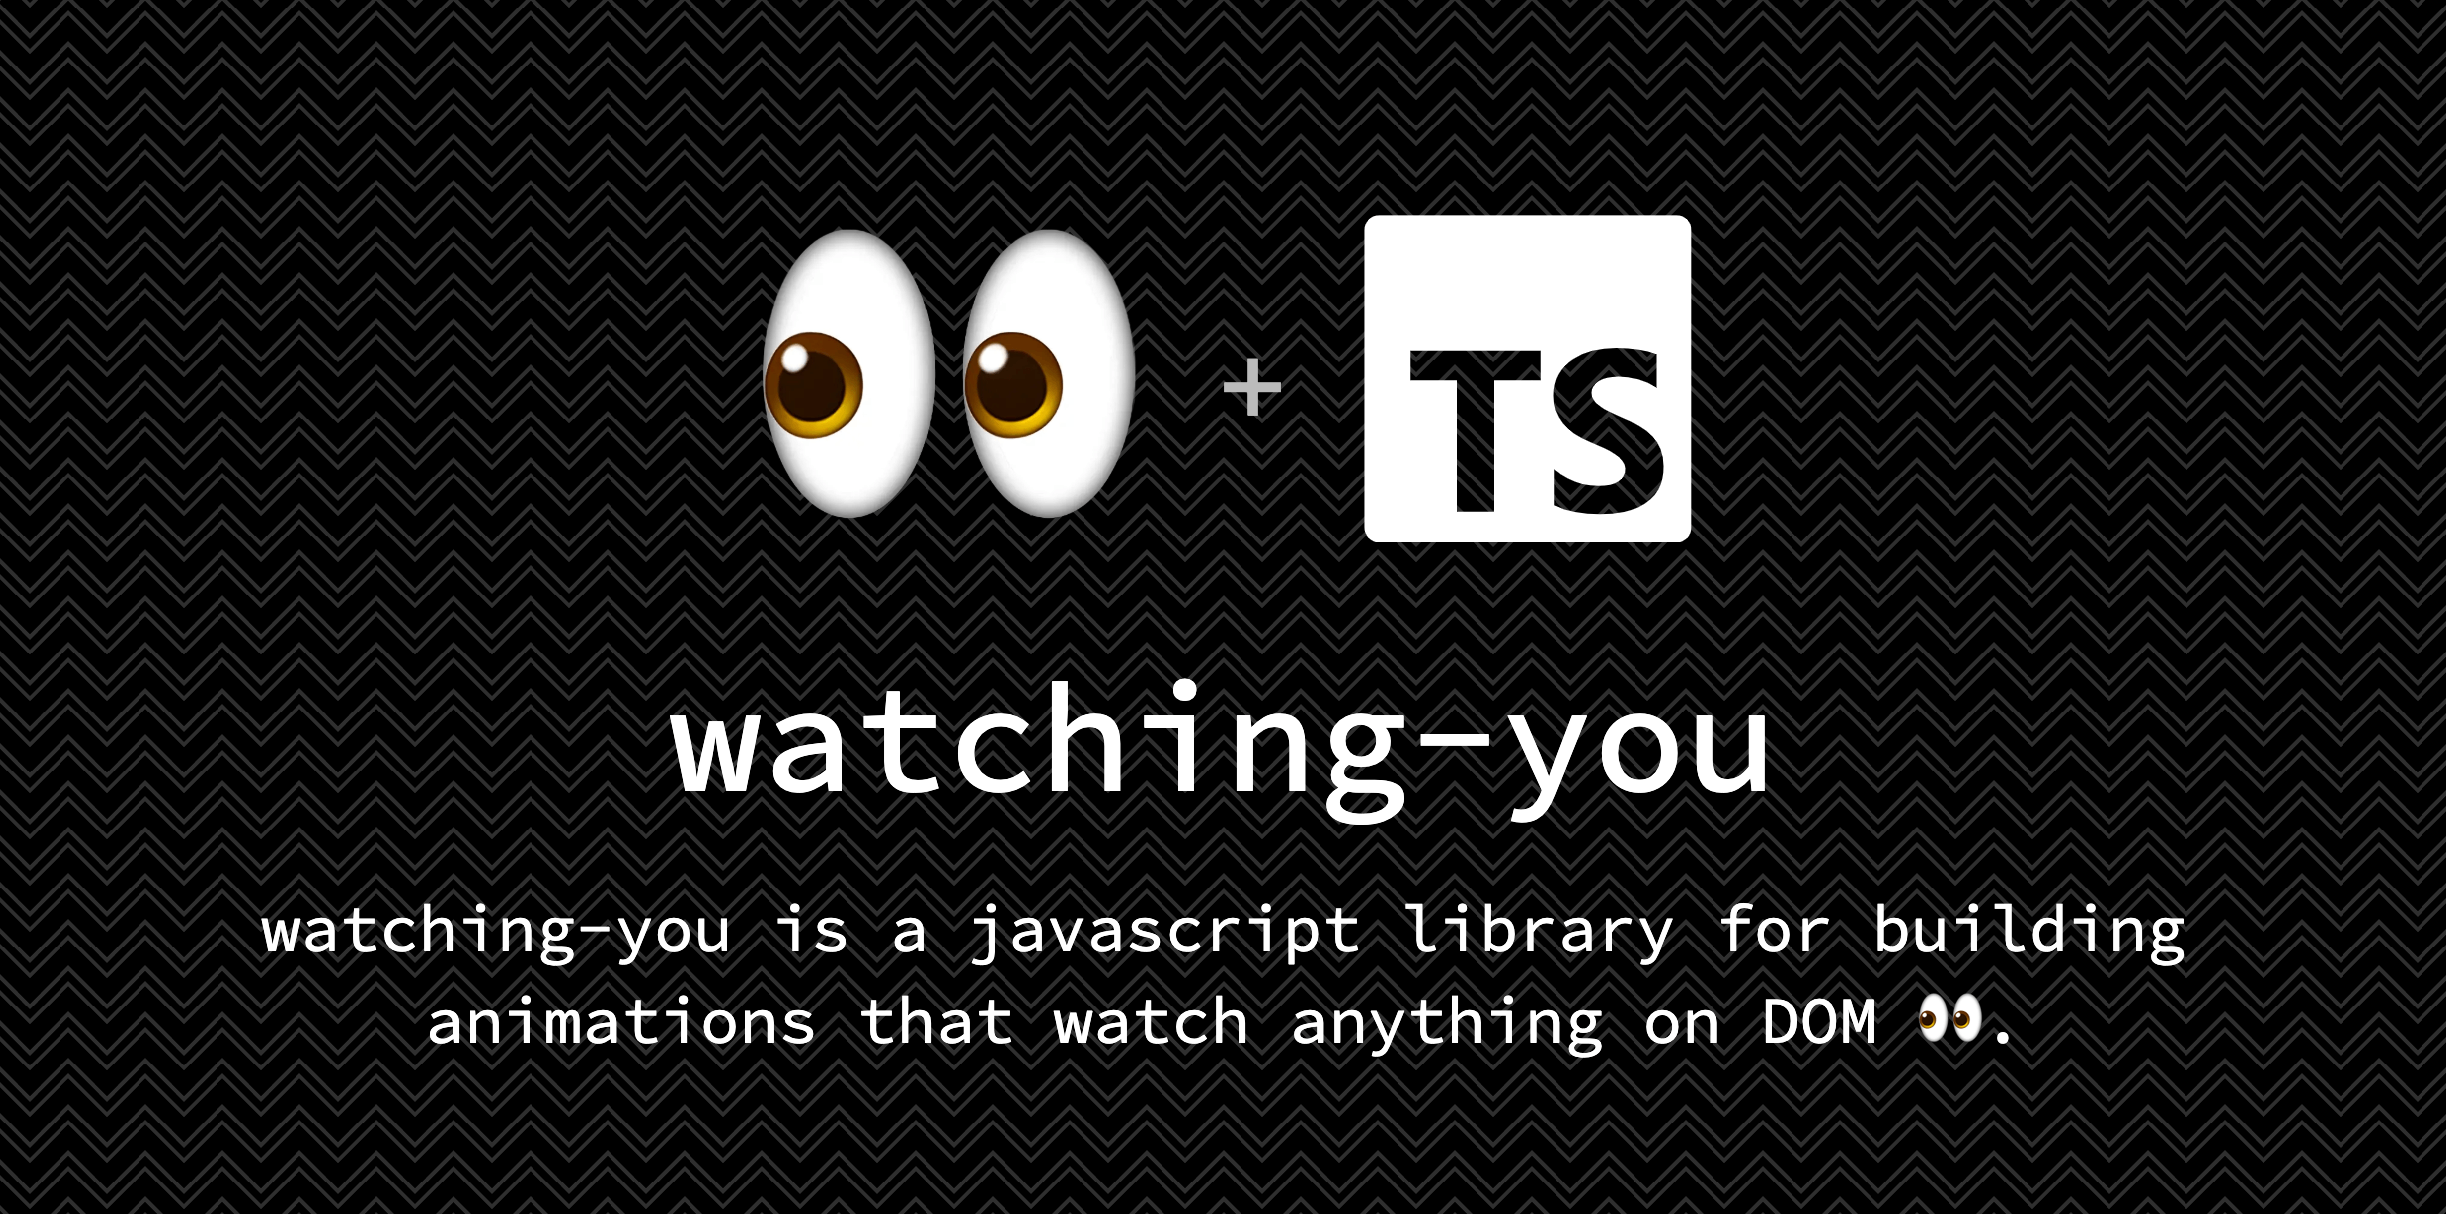 👀 + TS
watching-you
watching-you is a javascript library for building
animations that watch anything on DOM 👀.